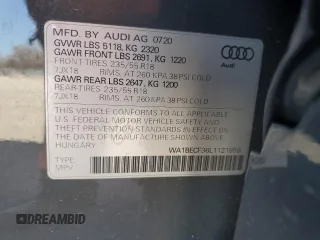 MFD. BY AUDI AG 0720
GVWR LBS 5118, KG 2320
GAWR FRONT LBS 2691, KG 1220
FRONT TIRES 235/55 R18
7JX18 RIMS. AT 260 KPA 38 PSI COLD
GAWR REAR LBS 2647, KG 1200
REAR TIRES 235/55 R18
7JX18 RIMS. AT 260 KPA 38 PSI COLD
THIS VEHICLE CONFORMS TO ALL APPLICABLE
U.S. FEDERAL MOTOR VEHICLE SAFETY AND
THEFT PREVENTION STANDARDS IN EFFECT ON THE
DATE OF MANUFACTURE SHOWN ABOVE
HUNGARY
TYPE:
MPV
Audi